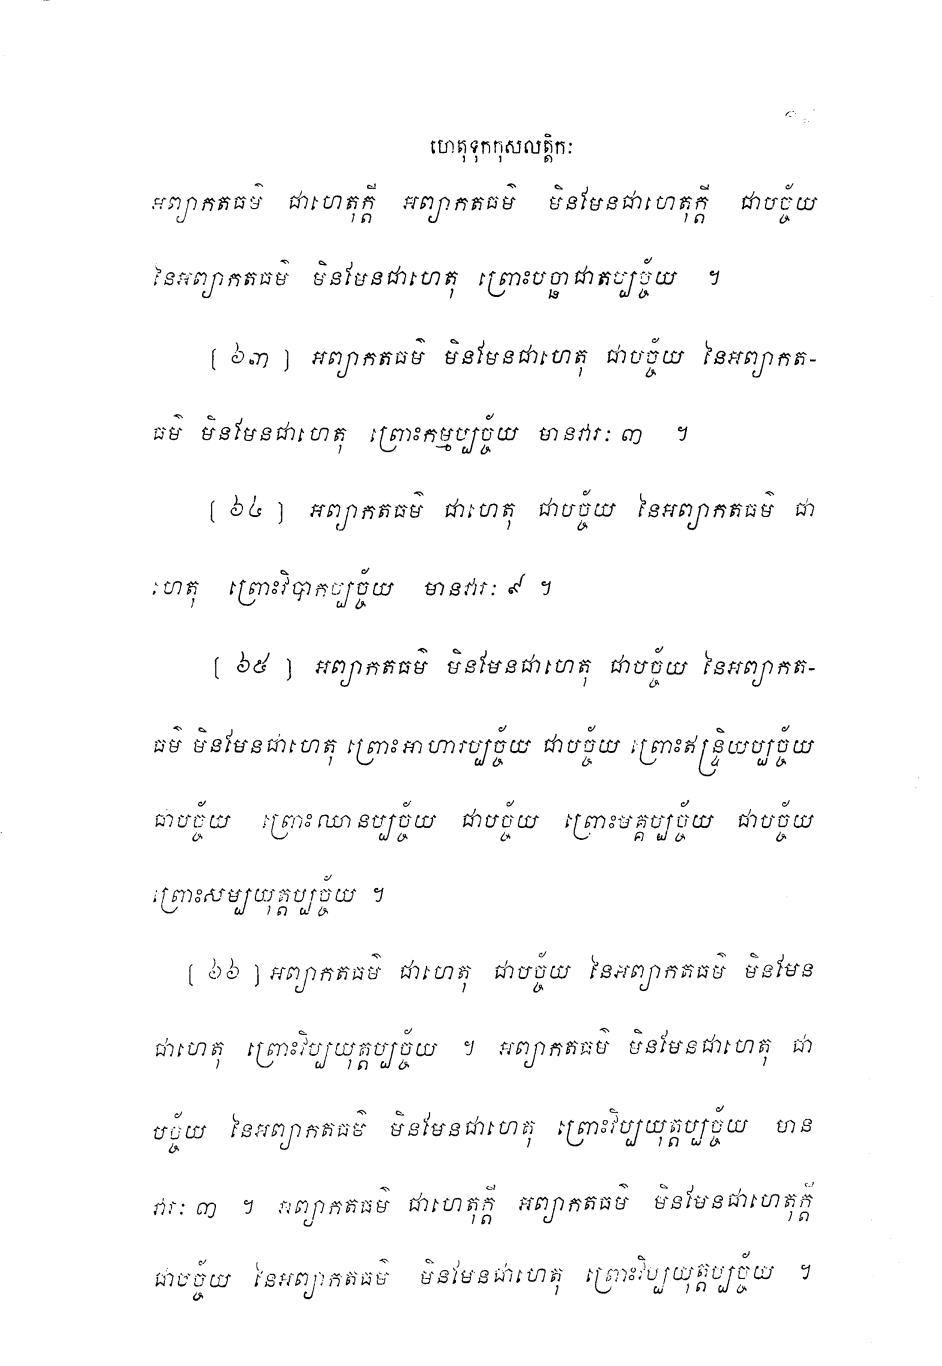 ហេតុទុកកុសលត្តិកៈ
អព្យាកតធម៌ ជាហេតុក្តី អព្យាកតធម៌ មិនមែនជាហេតុក្តី ជាបច្ច័យ
នៃអព្យាកតធម៌ មិនមែនជាហេតុ ព្រោះបច្ឆាជាតប្បច្ច័យ ។
[ ៦៣ ] អព្យាកតធម៌ មិនមែនជាហេតុ ជាបច្ច័យ នៃអព្យាកត-
ធម៌ មិនមែនជាហេតុ ព្រោះកម្មប្បច្ច័យ មានវារៈ ៣ ។
[ ៦៤ ] អព្យាកតធម៌ ជាហេតុ ជាបច្ច័យ នៃអព្យាកតធម៌ ជា
ហេតុ ព្រោះវិបាកប្បច្ច័យ មានវារៈ ៩ ។
[ ៦៥ ] អព្យាកតធម៌ មិនមែនជាហេតុ ជាបច្ច័យ នៃអព្យាកត-
ធម៌ មិនមែនជាហេតុ ព្រោះអាហារប្បច្ច័យ ជាបច្ច័យ ព្រោះឥន្ទ្រិយប្បច្ច័យ
ជាបច្ច័យ ព្រោះឈានប្បច្ច័យ ជាបច្ច័យ ព្រោះមគ្គប្បច្ច័យ ជាបច្ច័យ
ព្រោះសម្បយុត្តប្បច្ច័យ ។
[ ៦៦ ] អព្យាកតធម៌ ជាហេតុ ជាបច្ច័យ នៃអព្យាកតធម៌ មិនមែន
ជាហេតុ ព្រោះវិប្បយុត្តប្បច្ច័យ ។ អព្យាកតធម៌ មិនមែនជាហេតុ ជា
បច្ច័យ នៃអព្យាកតធម៌ មិនមែនជាហេតុ ព្រោះវិប្បយុត្តប្បច្ច័យ មាន
វារៈ ៣ ។ អព្យាកតធម៌ ជាហេតុក្តី អព្យាកតធម៌ មិនមែនជាហេតុក្តី
ជាបច្ច័យ នៃអព្យាកតធម៌ មិនមែនជាហេតុ ព្រោះវិប្បយុត្តប្បច្ច័យ ។